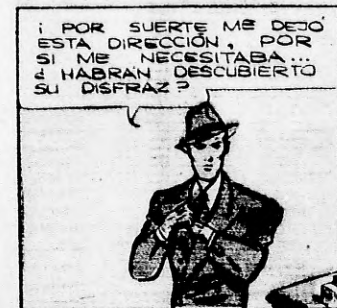 ¡ POR SUERTE ME DEJÓ
ESTA DIRECCIÓN, POR
SI ME NECESITABA...
¿ HABRÁN DESCUBIERTO
SU DISFRAZ?